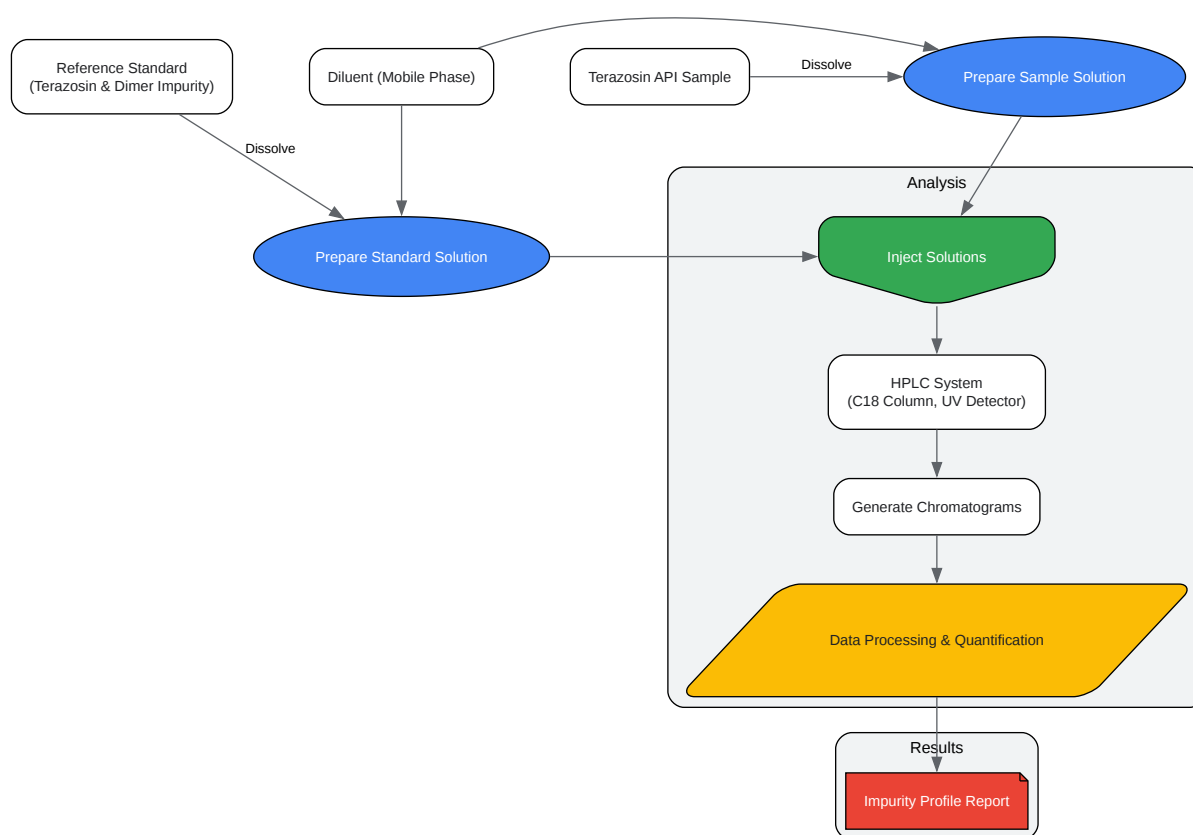 Reference Standard
(Terazosin & Dimer Impurity)
Diluent (Mobile Phase)
Terazosin API Sample
Dissolve
Prepare Sample Solution
Dissolve
Analysis
Prepare Standard Solution
Inject Solutions
HPLC System
(C18 Column, UV Detector)
Generate Chromatograms
Data Processing & Quantification
Results
Impurity Profile Report